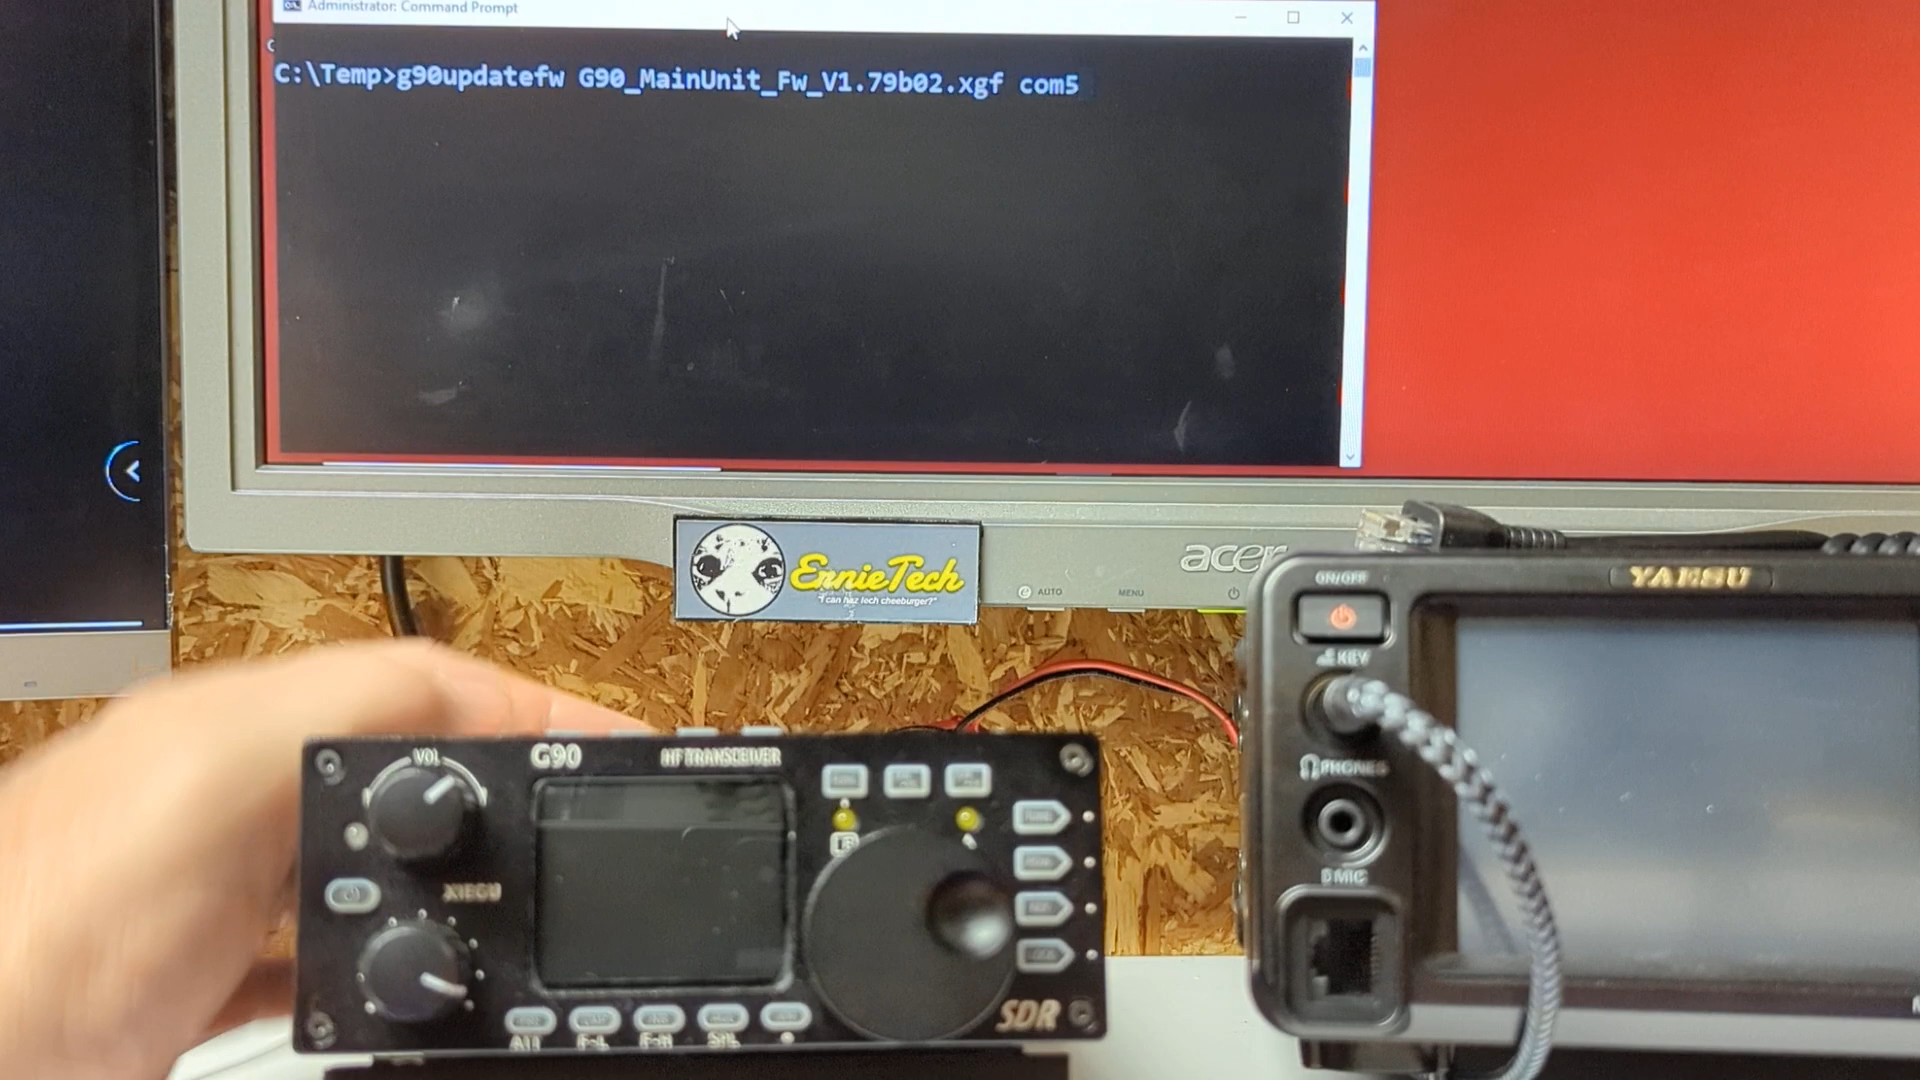 Administrator: Command Prompt
C:\Temp>g90updatefw G90_MainUnit_Fw_V1.79b02.xgf com5
ErnieTech
"I can haz tech cheeburger?"
acer
e AUTO
MENU
YAESU
ON/OFF
KEY
PHONES
MIC
VOL
G90
HF TRANSCEIVER
XIEGU
SDR